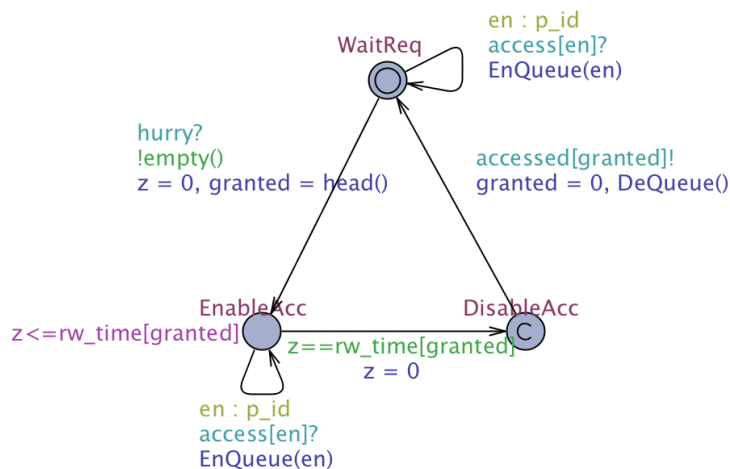 en : p_id
WaitReq
access[en]?
EnQueue(en)
hurry?
!empty()
z = 0, granted = head()
accessed[granted]!
granted = 0, DeQueue()
EnableAcc
DisableAcc
C
z<=rw_time[granted]
z==rw_time[granted]
z = 0
en : p_id
access[en]?
EnQueue(en)